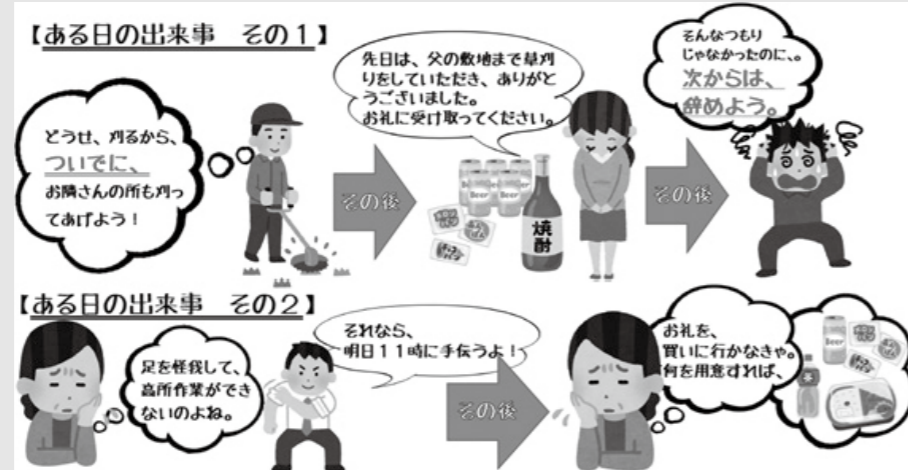 【ある日の出来事 その1】
どうせ、刈るから、
ついでに、
お隣さんの所も刈っ
てあげよう！
その後
先日は、父の敷地まで草刈
りをしていただき、ありがと
うございました。
お礼に受け取ってください。
Beer
Beer
焼酎
その後
そんなつもり
じゃなかったのに、。
次からは、
辞めよう。
【ある日の出来事 その2】
足を怪我して、
高所作業ができ
ないのよね。
それなら、
明日11時に手伝うよ！
その後
お礼を、
買いに行かなきゃ。
何を用意すれば、
Beer